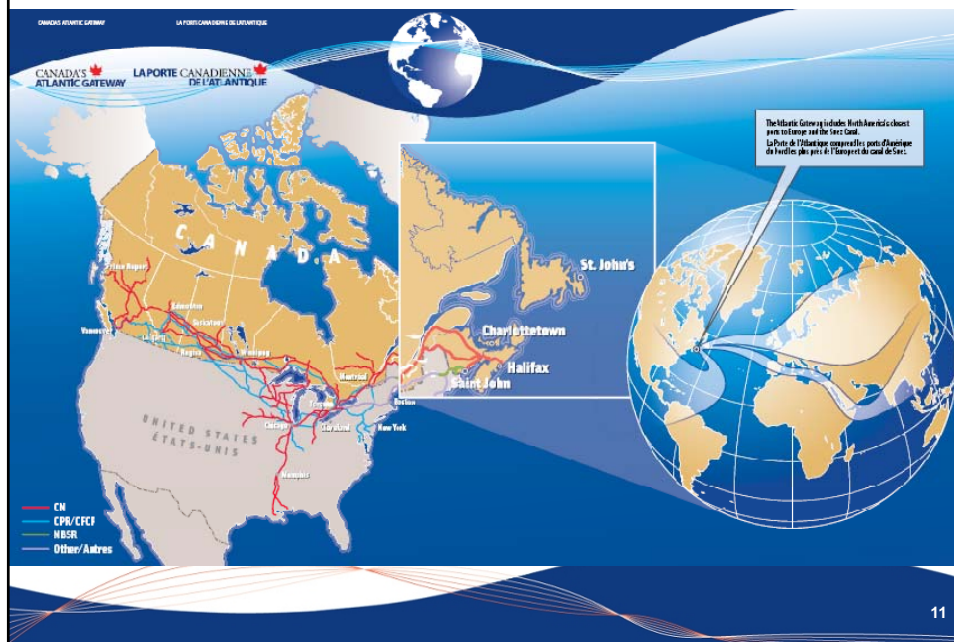 CANADA'S ATLANTIC GATEWAY
LA PORTE CANADIENNE DE L'ATLANTIQUE
CANADA'S
ATLANTIC GATEWAY
LA PORTE CANADIENNE
DE L'ATLANTIQUE
The Atlantic Gateway includes North America's closest
ports to Europe and the Suez Canal.
La Porte de l'Atlantique comprend les ports d'Amérique
du Nord les plus près de l'Europe et du canal de Suez.
CANADA
Prince Rupert
Edmonton
Saskatoon
Vancouver
Calgary
Regina
Winnipeg
Montréal
Toronto
Boston
Chicago
New York
Memphis
UNITED STATES
ÉTATS-UNIS
St. John's
Charlottetown
Halifax
Saint John
CN
CPR/CFCP
NBSR
Other/Autres
11